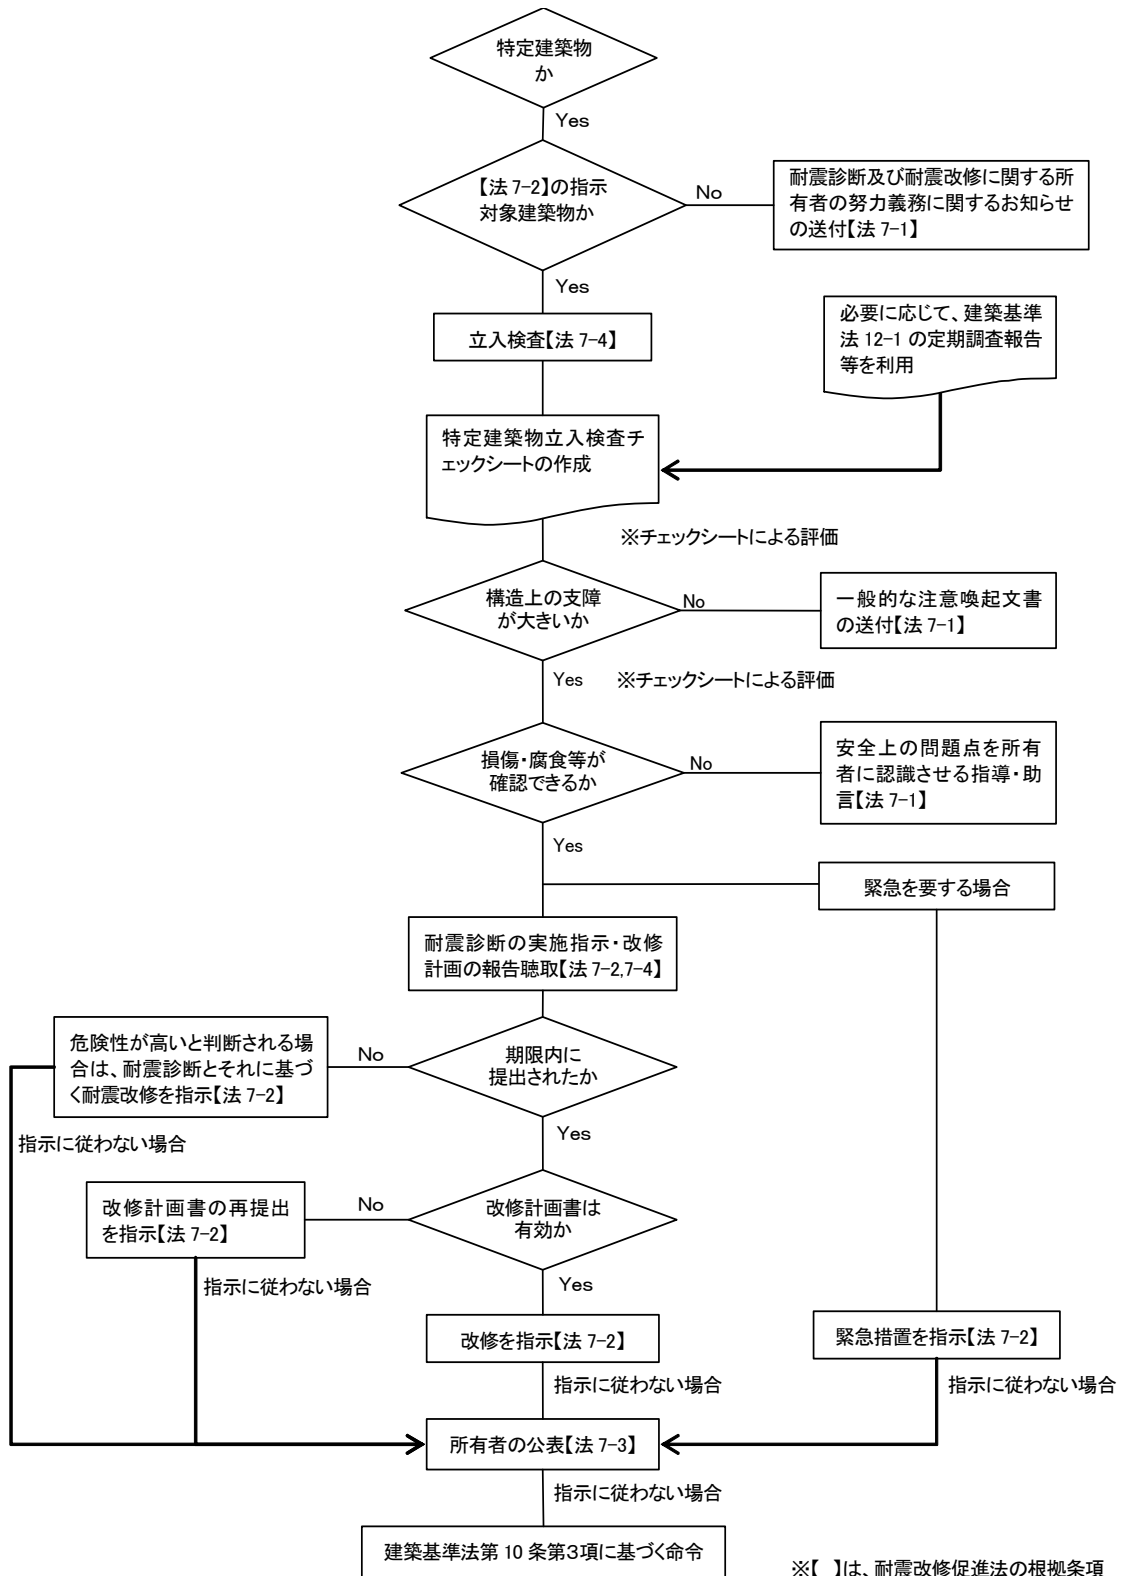 特定建築物
か
Yes
【法 7-2】の指示
対象建築物か
No
耐震診断及び耐震改修に関する所
有者の努力義務に関するお知らせ
の送付【法 7-1】
Yes
立入検査【法 7-4】
必要に応じて、建築基準
法 12-1 の定期調査報告
等を利用
特定建築物立入検査チ
ェックシートの作成
※チェックシートによる評価
構造上の支障
が大きいか
No
一般的な注意喚起文書
の送付【法 7-1】
Yes
※チェックシートによる評価
損傷・腐食等が
確認できるか
No
安全上の問題点を所有
者に認識させる指導・助
言【法 7-1】
Yes
緊急を要する場合
耐震診断の実施指示・改修
計画の報告聴取【法 7-2,7-4】
危険性が高いと判断される場
合は、耐震診断とそれに基づ
く耐震改修を指示【法 7-2】
No
期限内に
提出されたか
指示に従わない場合
Yes
改修計画書の再提出
を指示【法 7-2】
No
改修計画書は
有効か
指示に従わない場合
Yes
改修を指示【法 7-2】
緊急措置を指示【法 7-2】
指示に従わない場合
指示に従わない場合
所有者の公表【法 7-3】
指示に従わない場合
建築基準法第 10 条第3項に基づく命令
※【 】は、耐震改修促進法の根拠条項